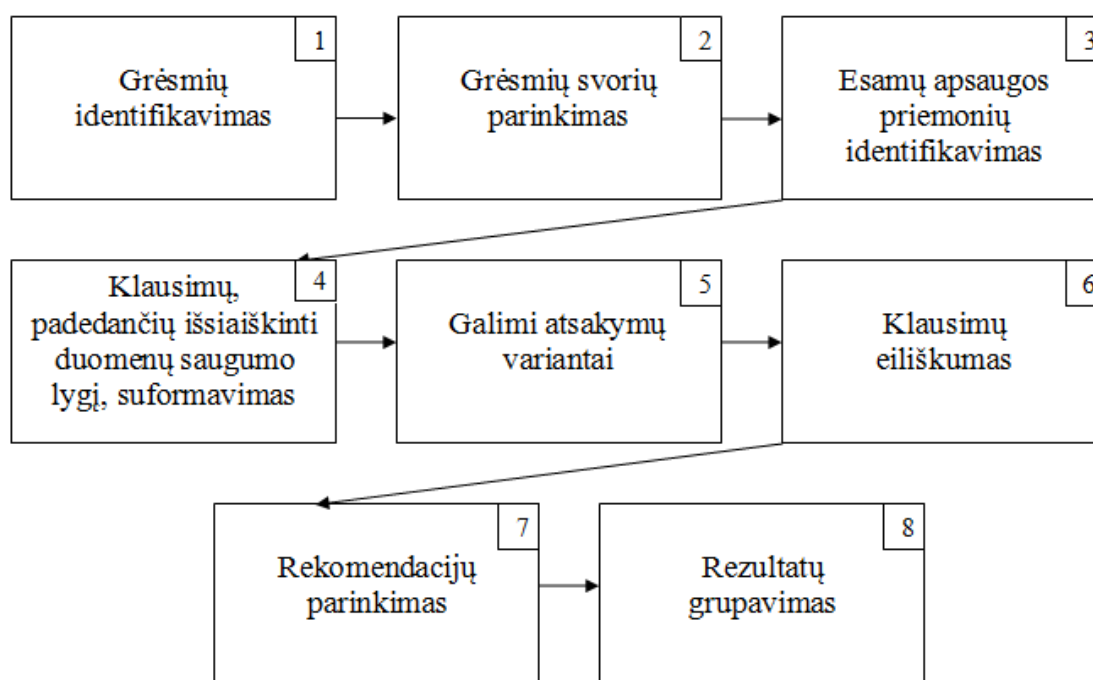 1
Grėsmių
identifikavimas
2
Grėsmių svorių
parinkimas
3
Esamų apsaugos
priemonių
identifikavimas
4
Klausimų,
padedančių išsiaiškinti
duomenų saugumo
lygį, suformavimas
5
Galimi atsakymų
variantai
6
Klausimų
eiliškumas
7
Rekomendacijų
parinkimas
8
Rezultatų
grupavimas